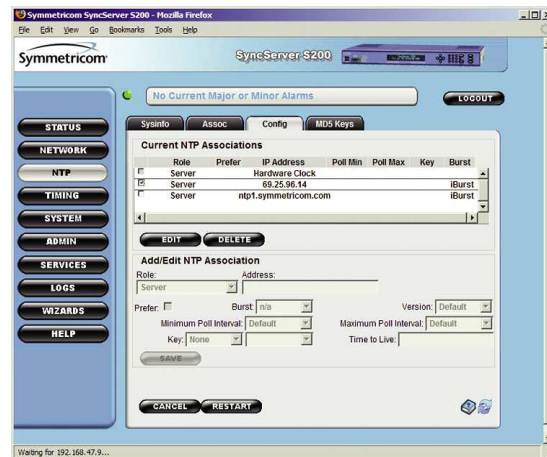 Symmetricom SyncServer S200 - Mozilla Firefox
File Edit View Go Bookmarks Tools Help
Symmetricom SyncServer S200
No Current Major or Minor Alarms LOGOUT
Sysinfo Assoc Config MD5 Keys
STATUS
NETWORK
NTP
TIMING
SYSTEM
ADMIN
SERVICES
LOGS
WIZARDS
HELP
Current NTP Associations
Role Prefer IP Address Poll Min Poll Max Key Burst
Server Hardware Clock
Server 69.25.96.14 iBurst
Server ntp1.symmetricom.com iBurst
EDIT DELETE
Add/Edit NTP Association
Role: Address:
Server
Prefer: Burst: n/a Version: Default
Minimum Poll Interval: Default Maximum Poll Interval: Default
Key: None Time to Live:
SAVE
CANCEL RESTART
Waiting for 192.168.47.9...